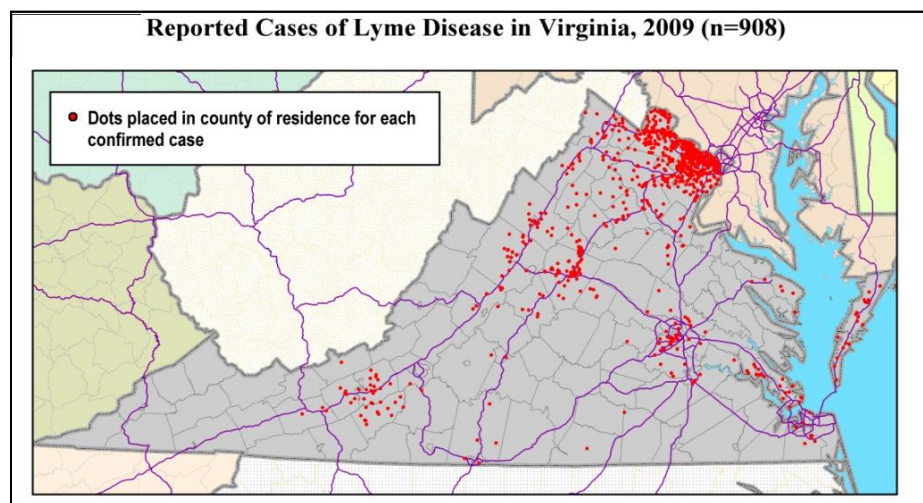 Reported Cases of Lyme Disease in Virginia, 2009 (n=908)
Dots placed in county of residence for each
confirmed case